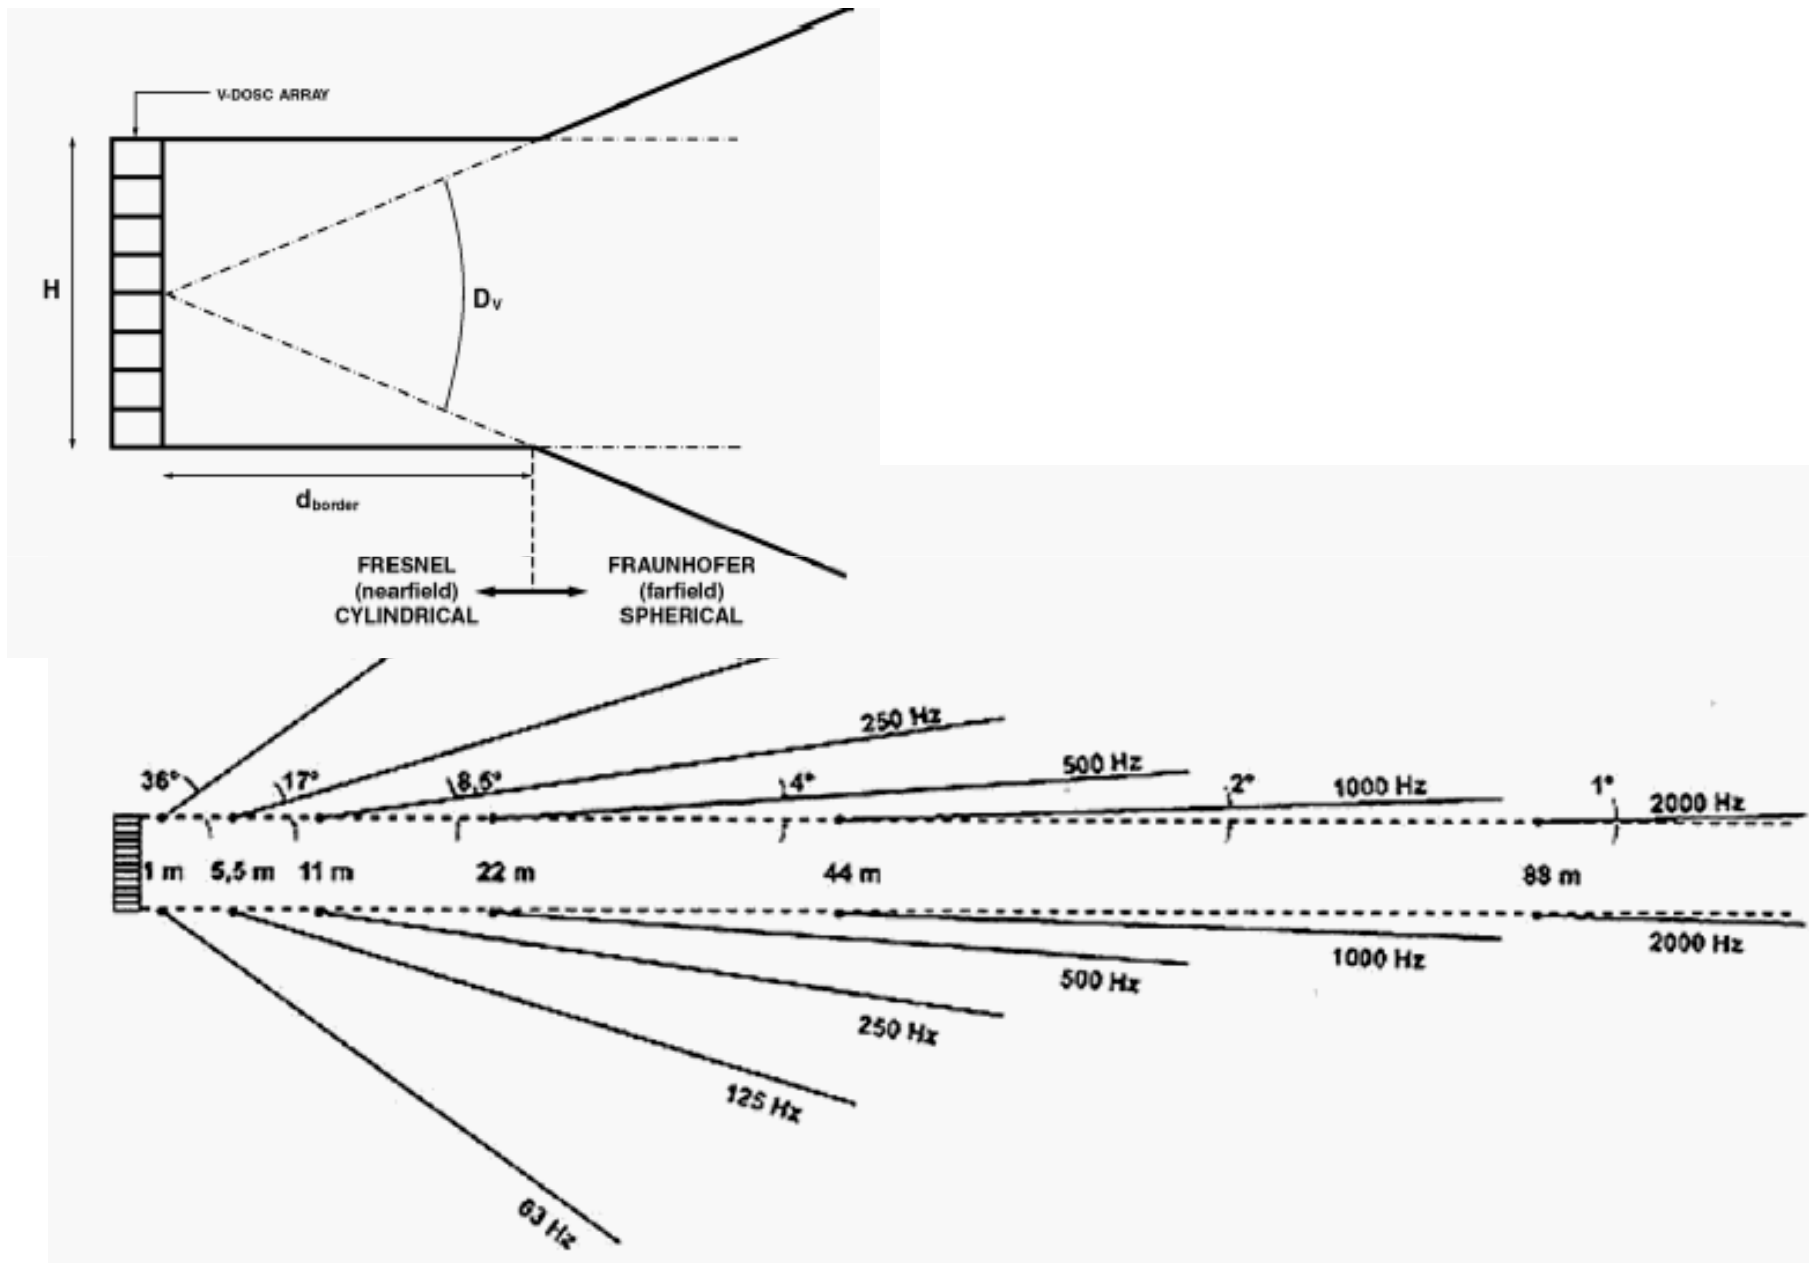 V-DOSC ARRAY
H
Dv
dborder
FRESNEL
(nearfield)
CYLINDRICAL
FRAUNHOFER
(farfield)
SPHERICAL
250 Hz
500 Hz
36°
17°
8,5°
4°
2°
1000 Hz
1°
2000 Hz
1 m
5,5 m
11 m
22 m
44 m
88 m
2000 Hz
1000 Hz
500 Hz
250 Hz
125 Hz
63 Hz